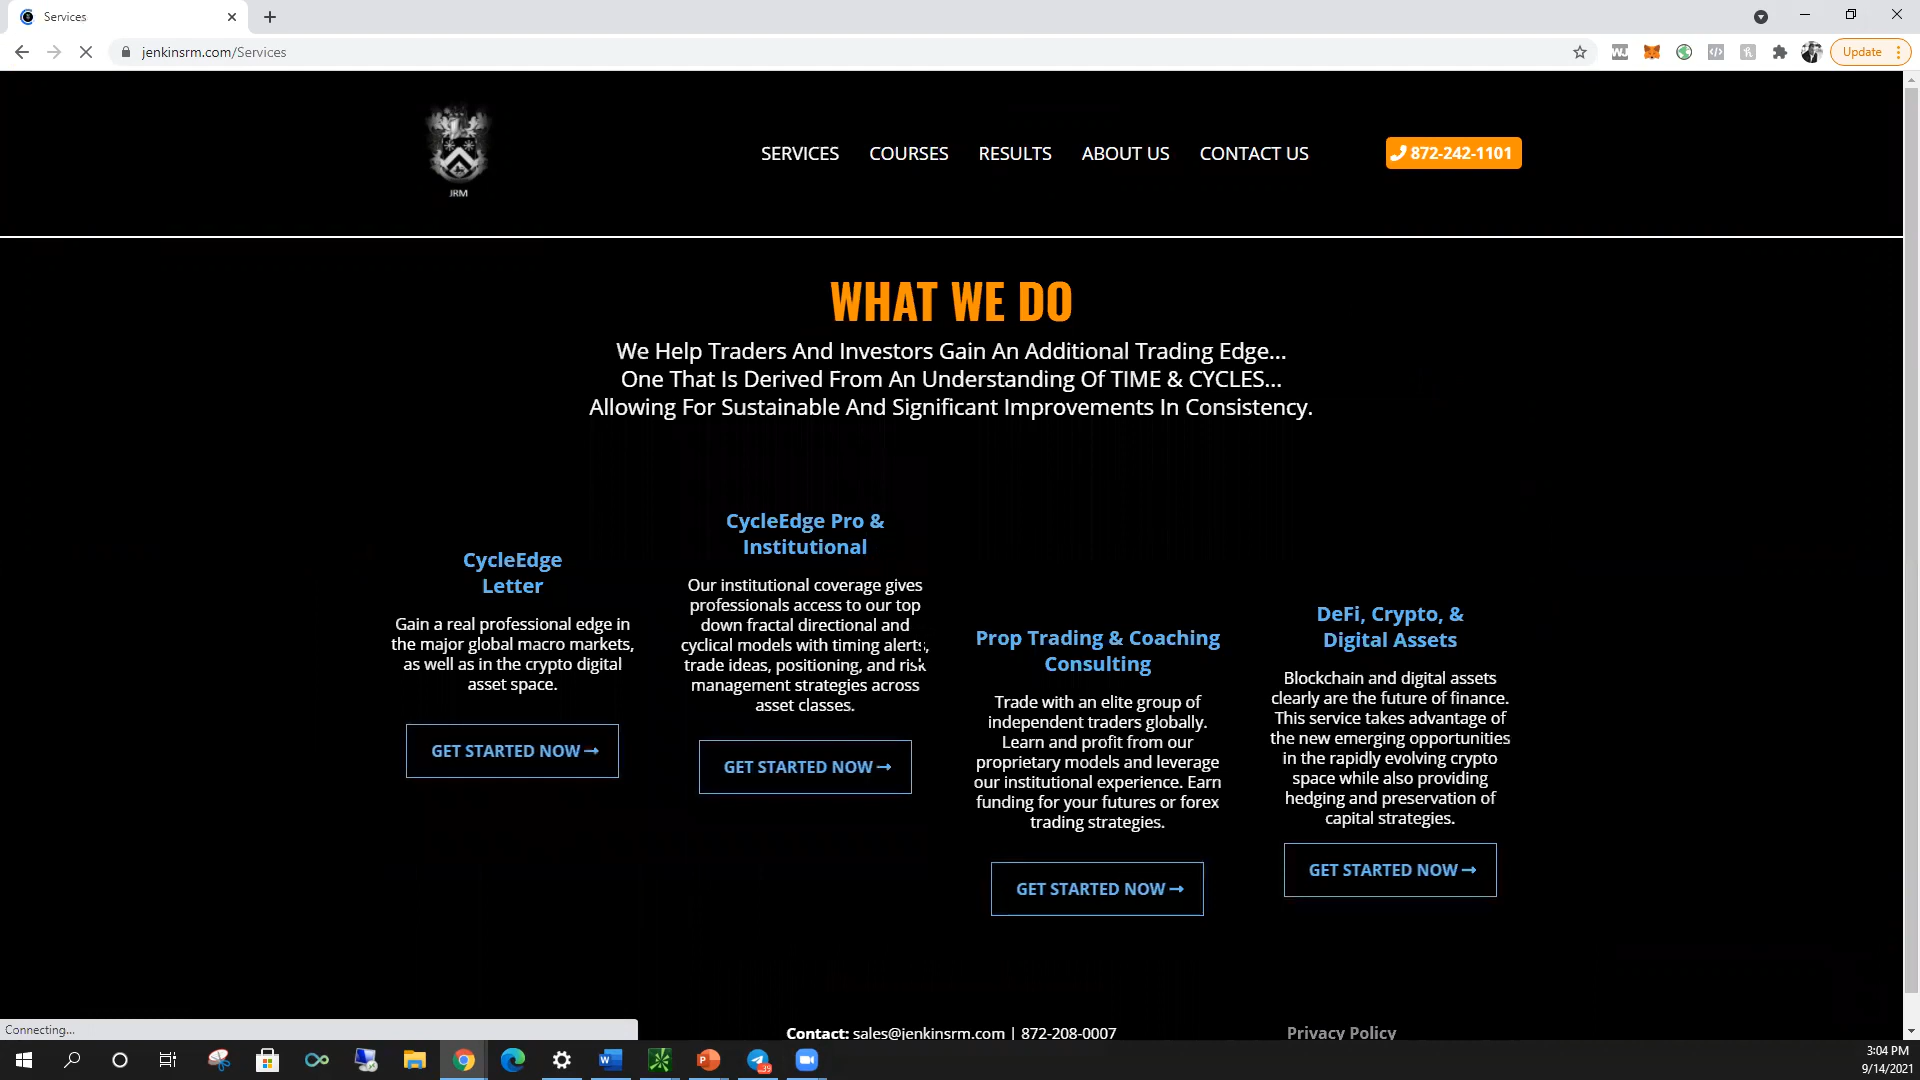 Services
jenkinsrm.com/Services
Update
JRM
SERVICES
COURSES
RESULTS
ABOUT US
CONTACT US
872-242-1101
WHAT WE DO
We Help Traders And Investors Gain An Additional Trading Edge...
One That Is Derived From An Understanding Of TIME & CYCLES...
Allowing For Sustainable And Significant Improvements In Consistency.
CycleEdge
Letter
Gain a real professional edge in
the major global macro markets,
as well as in the crypto digital
asset space.
GET STARTED NOW →
CycleEdge Pro &
Institutional
Our institutional coverage gives
professionals access to our top
down fractal directional and
cyclical models with timing alerts,
trade ideas, positioning, and risk
management strategies across
asset classes.
GET STARTED NOW →
Prop Trading & Coaching
Consulting
Trade with an elite group of
independent traders globally.
Learn and profit from our
proprietary models and leverage
our institutional experience. Earn
funding for your futures or forex
trading strategies.
GET STARTED NOW →
DeFi, Crypto, &
Digital Assets
Blockchain and digital assets
clearly are the future of finance.
This service takes advantage of
the new emerging opportunities
in the rapidly evolving crypto
space while also providing
hedging and preservation of
capital strategies.
GET STARTED NOW →
Connecting...
Contact: sales@jenkinsrm.com | 872-208-0007
Privacy Policy
3:04 PM
9/14/2021